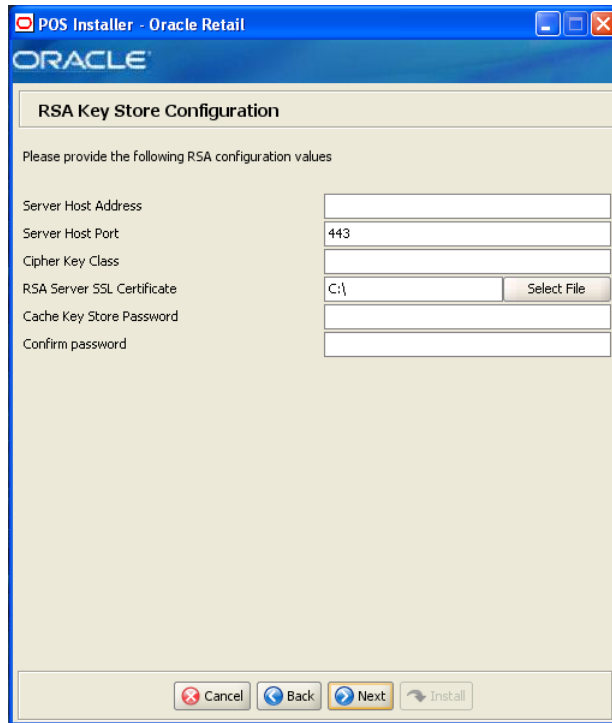 POS Installer - Oracle Retail
ORACLE
RSA Key Store Configuration
Please provide the following RSA configuration values
Server Host Address
Server Host Port 443
Cipher Key Class
RSA Server SSL Certificate C:\ Select File
Cache Key Store Password
Confirm password
Cancel Back Next Install